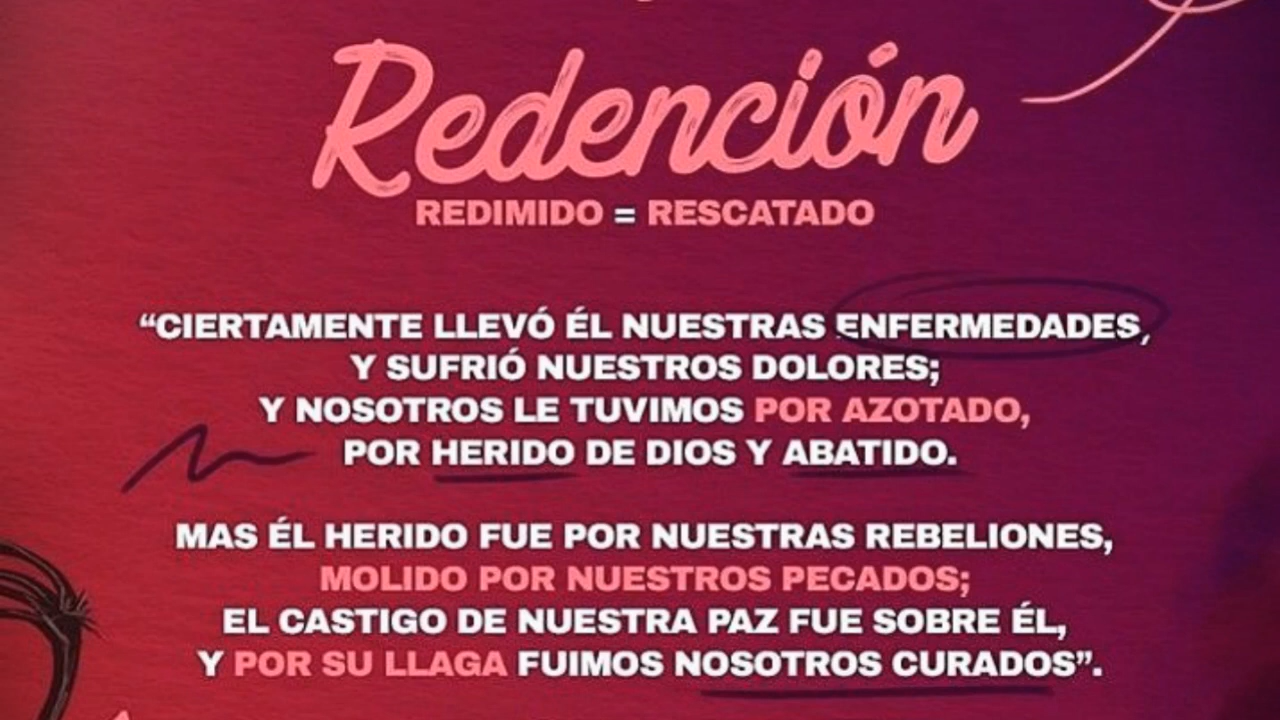 Redención
REDIMIDO = RESCATADO
“CIERTAMENTE LLEVÓ ÉL NUESTRAS ENFERMEDADES,
Y SUFRIÓ NUESTROS DOLORES;
Y NOSOTROS LE TUVIMOS POR AZOTADO,
POR HERIDO DE DIOS Y ABATIDO.
MAS ÉL HERIDO FUE POR NUESTRAS REBELIONES,
MOLIDO POR NUESTROS PECADOS;
EL CASTIGO DE NUESTRA PAZ FUE SOBRE ÉL,
Y POR SU LLAGA FUIMOS NOSOTROS CURADOS”.